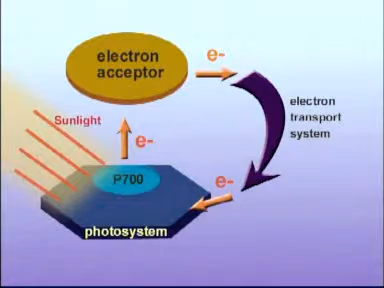 electron
acceptor
e-
Sunlight
e-
electron
transport
system
P700
e-
photosystem